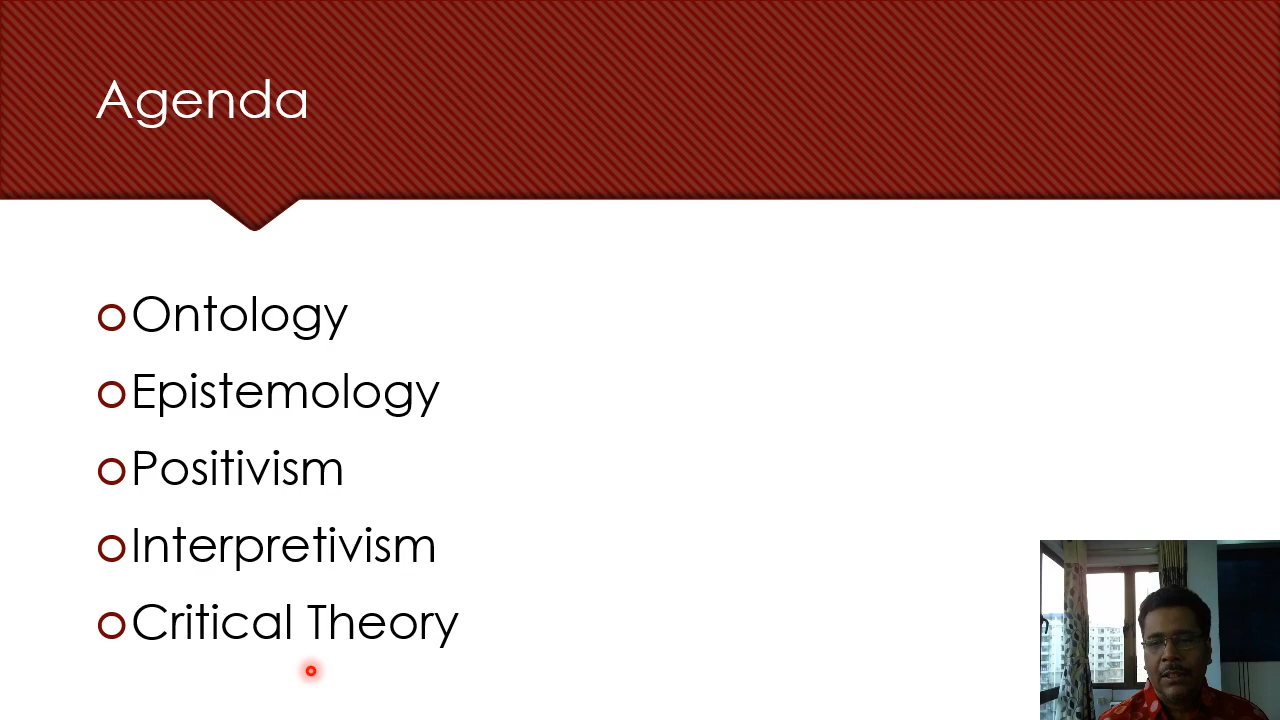 Agenda
Ontology
Epistemology
Positivism
Interpretivism
Critical Theory